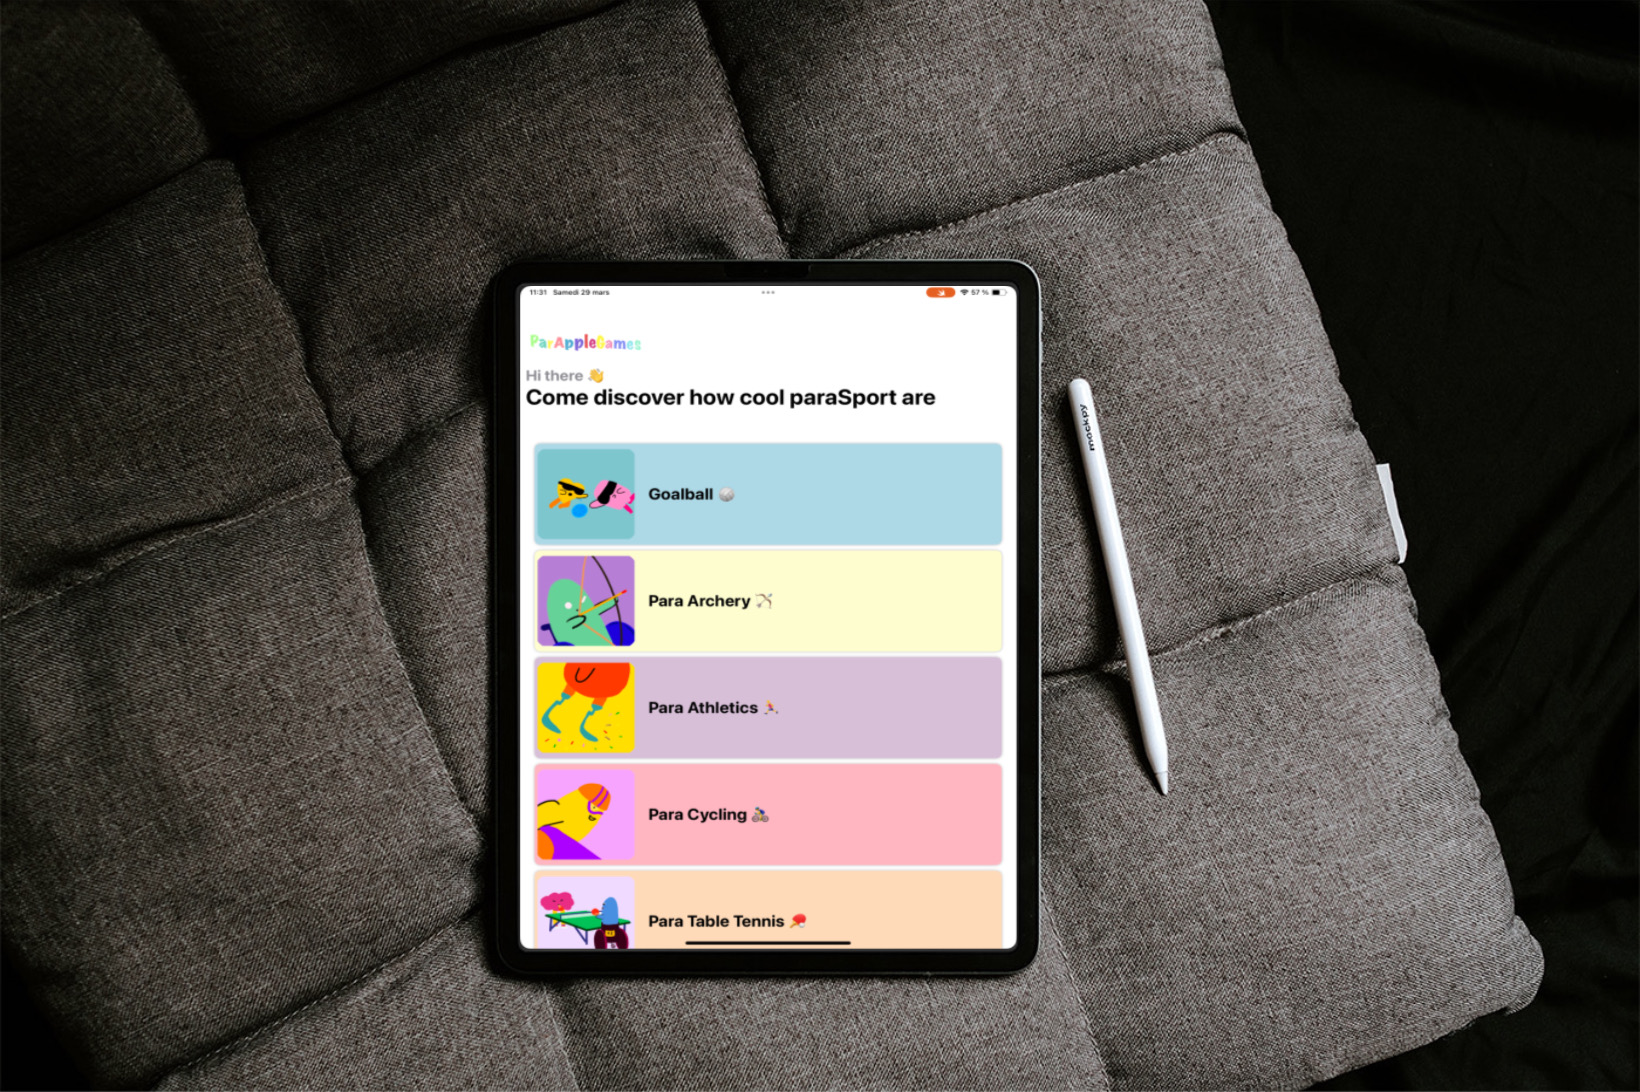 11:31 Samedi 29 mars
57 %
ParAppleGames
Hi there 👋
Come discover how cool paraSport are
Goalball
Para Archery 🏹
Para Athletics
Para Cycling
Para Table Tennis 🏓
mockpy